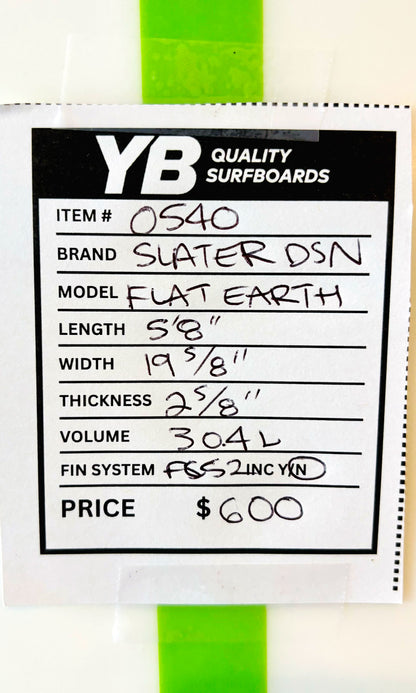 YB QUALITY
SURFBOARDS
ITEM # 0540
BRAND SLATER DSN
MODEL FLAT EARTH
LENGTH 5'8"
WIDTH 19 5/8"
THICKNESS 2 5/8"
VOLUME 30.4 L
FIN SYSTEM FCS2 INC Y/N
PRICE $ 600